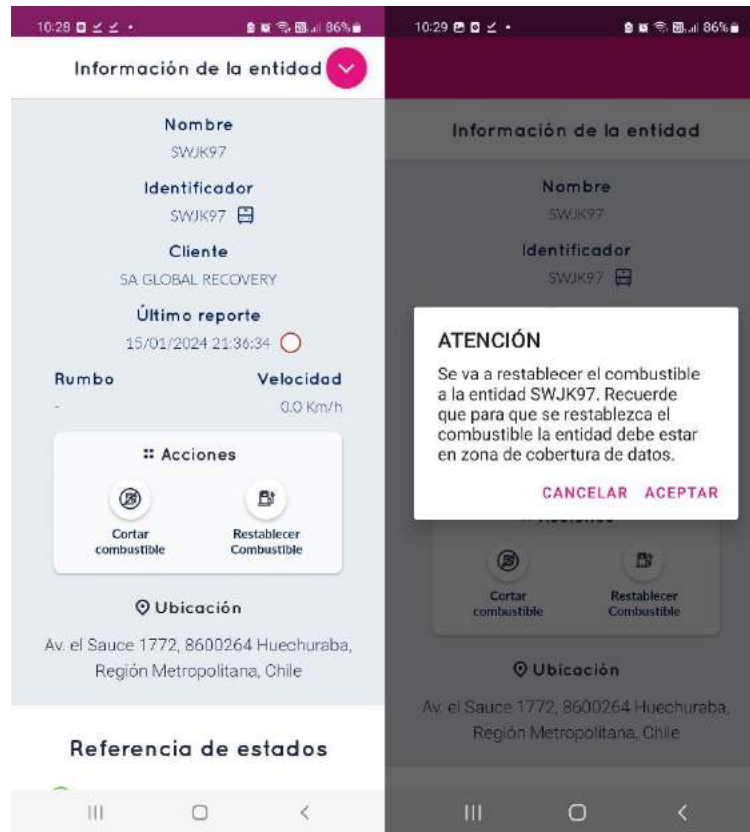 10:28
86%
Información de la entidad
Nombre
SWJK97
Identificador
SWJK97
Cliente
SA GLOBAL RECOVERY
Último reporte
15/01/2024 21:36:34
Rumbo Velocidad
- 0.0 Km/h
Acciones
Cortar combustible
Restablecer Combustible
Ubicación
Av. el Sauce 1772, 8600264 Huechuraba,
Región Metropolitana, Chile
Referencia de estados
10:29
86%
Información de la entidad
Nombre
SWJK97
Identificador
SWJK97
ATENCIÓN
Se va a restablecer el combustible
a la entidad SWJK97. Recuerde
que para que se restablezca el
combustible la entidad debe estar
en zona de cobertura de datos.
CANCELAR ACEPTAR
Cortar combustible
Restablecer Combustible
Ubicación
Av. el Sauce 1772, 8600264 Huechuraba,
Región Metropolitana, Chile